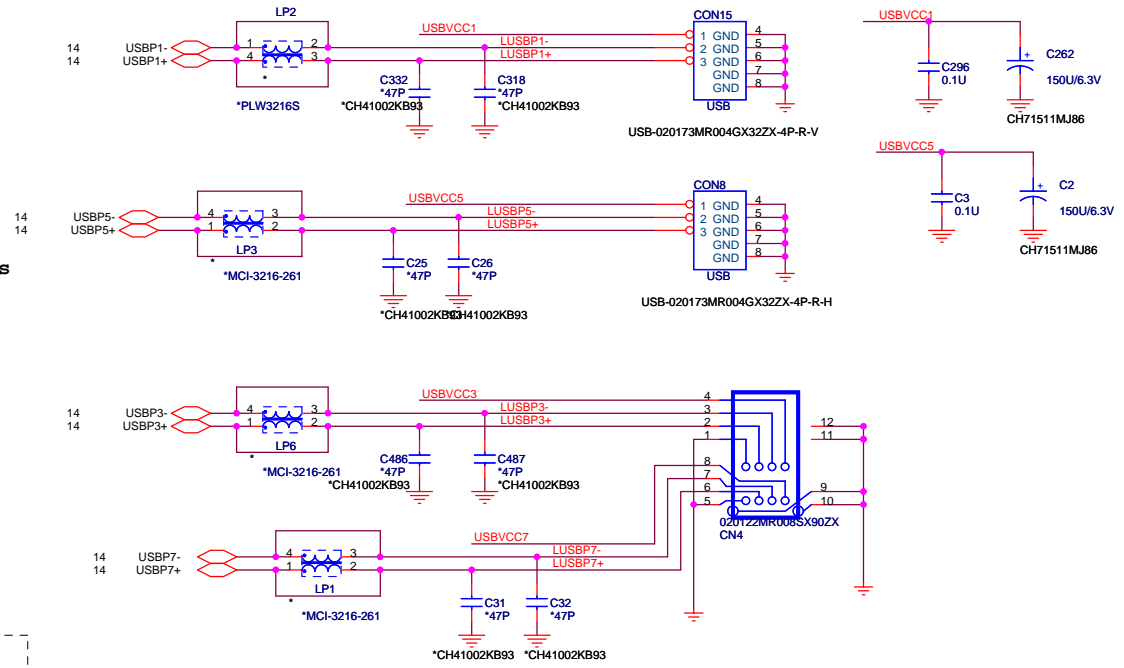 LP2
14 USBP1- 1 2
14 USBP1+ 4 3
*
*PLW3216S
USBVCC1
LUSBP1-
LUSBP1+
C332
*47P
*CH41002KB93
C318
*47P
*CH41002KB93
CON15
1 GND 4
2 GND 5
3 GND 6
GND 7
GND 8
USB
USB-020173MR004GX32ZX-4P-R-V
USBVCC1
C296
0.1U
+
C262
150U/6.3V
CH71511MJ86
USBVCC5
C3
0.1U
+
C2
150U/6.3V
CH71511MJ86
14 USBP5- 4 3
14 USBP5+ 1 2
LP3
*
*MCI-3216-261
USBVCC5
LUSBP5-
LUSBP5+
C25
*47P
*CH41002KB93
C26
*47P
*CH41002KB93
CON8
1 GND 4
2 GND 5
3 GND 6
GND 7
GND 8
USB
USB-020173MR004GX32ZX-4P-R-H
s
14 USBP3- 4 3
14 USBP3+ 1 2
LP6
*
*MCI-3216-261
USBVCC3
LUSBP3-
LUSBP3+
C486
*47P
*CH41002KB93
C487
*47P
*CH41002KB93
4
3
2
1
8
7
6
5
12
11
9
10
020122MR008SX90ZX
CN4
14 USBP7- 4 3
14 USBP7+ 1 2
LP1
*
*MCI-3216-261
USBVCC7
LUSBP7-
LUSBP7+
C31
*47P
*CH41002KB93
C32
*47P
*CH41002KB93